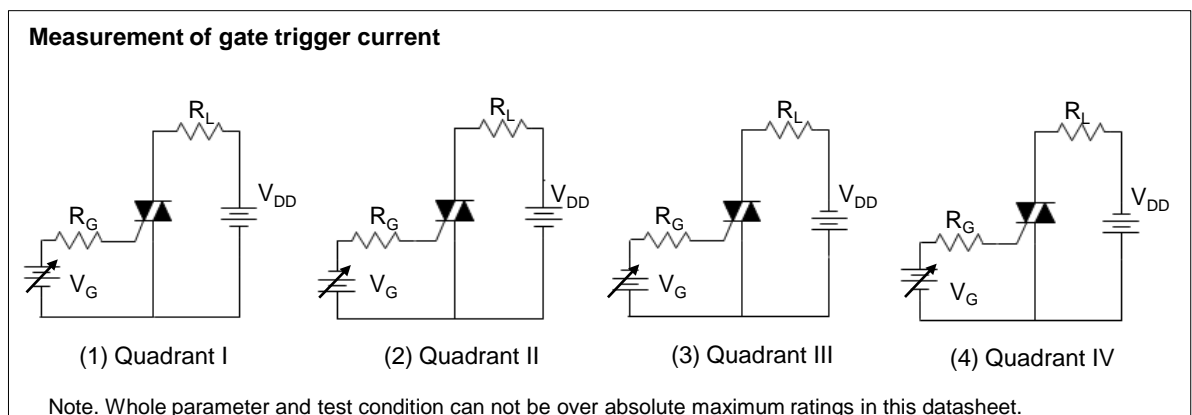 Measurement of gate trigger current
R_L
R_L
R_L
R_L
V_DD
V_DD
V_DD
V_DD
R_G
R_G
R_G
R_G
V_G
V_G
V_G
V_G
(1) Quadrant I
(2) Quadrant II
(3) Quadrant III
(4) Quadrant IV
Note. Whole parameter and test condition can not be over absolute maximum ratings in this datasheet.